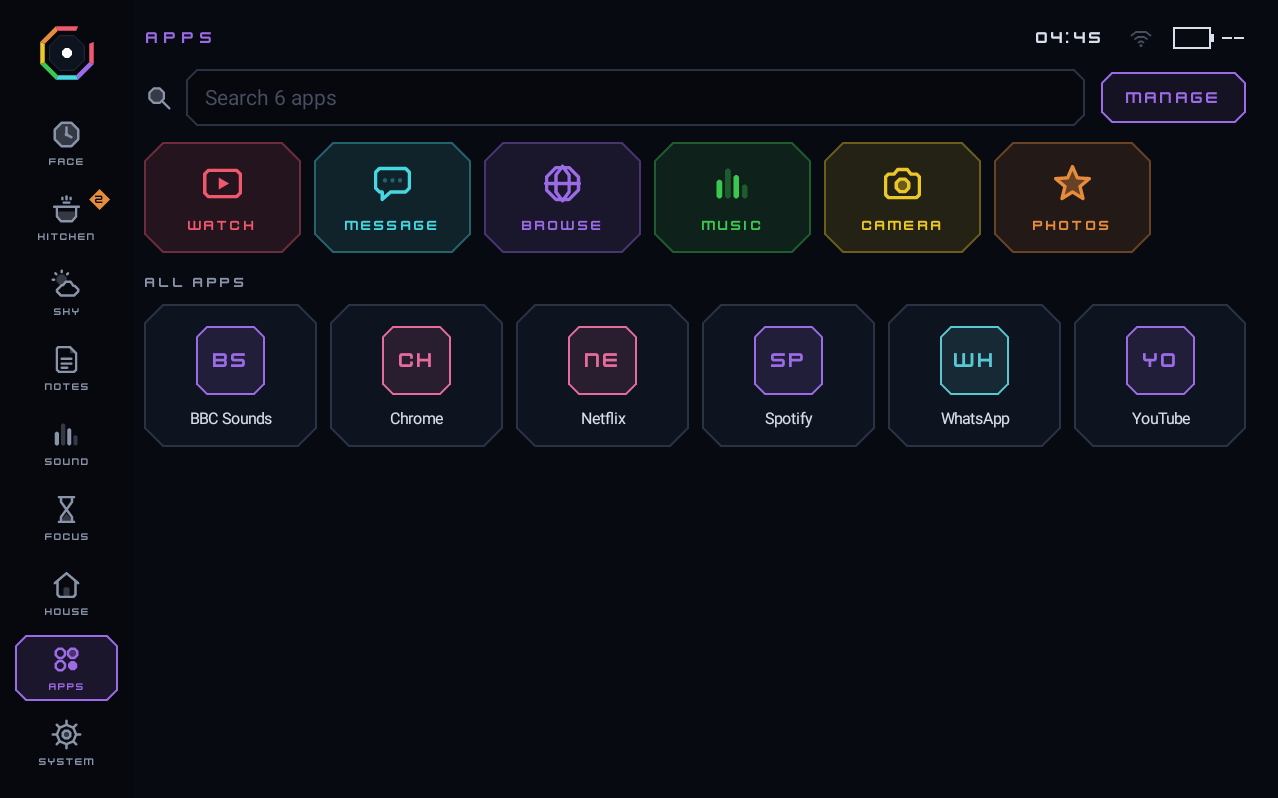 APPS
04:45
--
Search 6 apps
MANAGE
FACE
2
KITCHEN
SKY
NOTES
SOUND
FOCUS
HOUSE
APPS
SYSTEM
WATCH
MESSAGE
BROWSE
MUSIC
CAMERA
PHOTOS
ALL APPS
BS
CH
NE
SP
WH
YO
BBC Sounds
Chrome
Netflix
Spotify
WhatsApp
YouTube